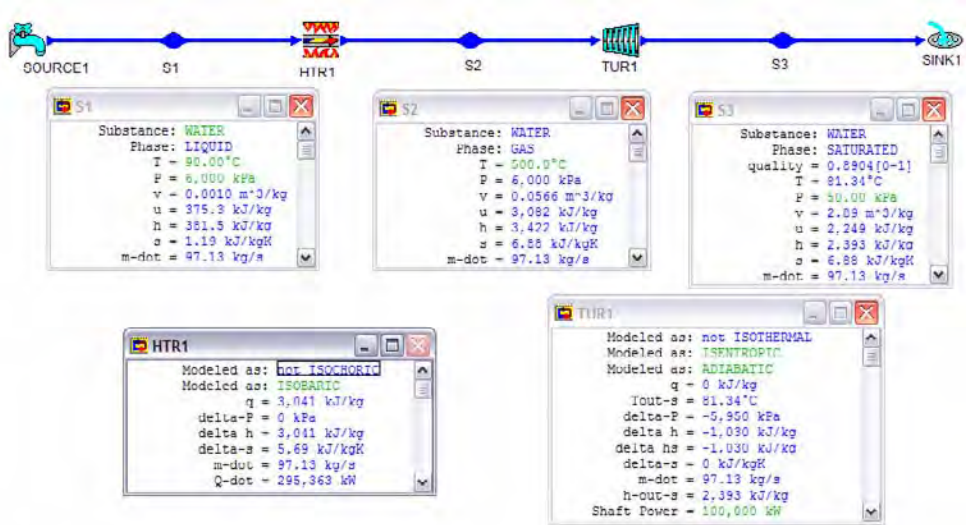 SOURCE1 S1 HTR1 S2 TUR1 S3 SINK1
S1
Substance: WATER
Phase: LIQUID
T = 90.00°C
P = 6,000 kPa
v = 0.0010 m^3/kg
u = 375.3 kJ/kg
h = 381.5 kJ/kg
s = 1.19 kJ/kgK
m-dot = 97.13 kg/s
S2
Substance: WATER
Phase: GAS
T = 500.0°C
P = 6,000 kPa
v = 0.0566 m^3/kg
u = 3,082 kJ/kg
h = 3,422 kJ/kg
s = 6.88 kJ/kgK
m-dot = 97.13 kg/s
S3
Substance: WATER
Phase: SATURATED
quality = 0.8904[0-1]
T = 81.34°C
P = 50.00 kPa
v = 2.89 m^3/kg
u = 2,249 kJ/kg
h = 2,393 kJ/kg
s = 6.88 kJ/kgK
m-dot = 97.13 kg/s
HTR1
Modeled as: not ISOCHORIC
Modeled as: ISOBARIC
q = 3,041 kJ/kg
delta-P = 0 kPa
delta h = 3,041 kJ/kg
delta-s = 5.69 kJ/kgK
m-dot = 97.13 kg/s
Q-dot = 295,363 kW
TUR1
Modeled as: not ISOTHERMAL
Modeled as: ISENTROPIC
Modeled as: ADIABATIC
q = 0 kJ/kg
Tout-s = 81.34°C
delta-P = -5,950 kPa
delta h = -1,030 kJ/kg
delta hs = -1,030 kJ/kg
delta-s = 0 kJ/kgK
m-dot = 97.13 kg/s
h-out-s = 2,393 kJ/kg
Shaft Power = 100,000 kW